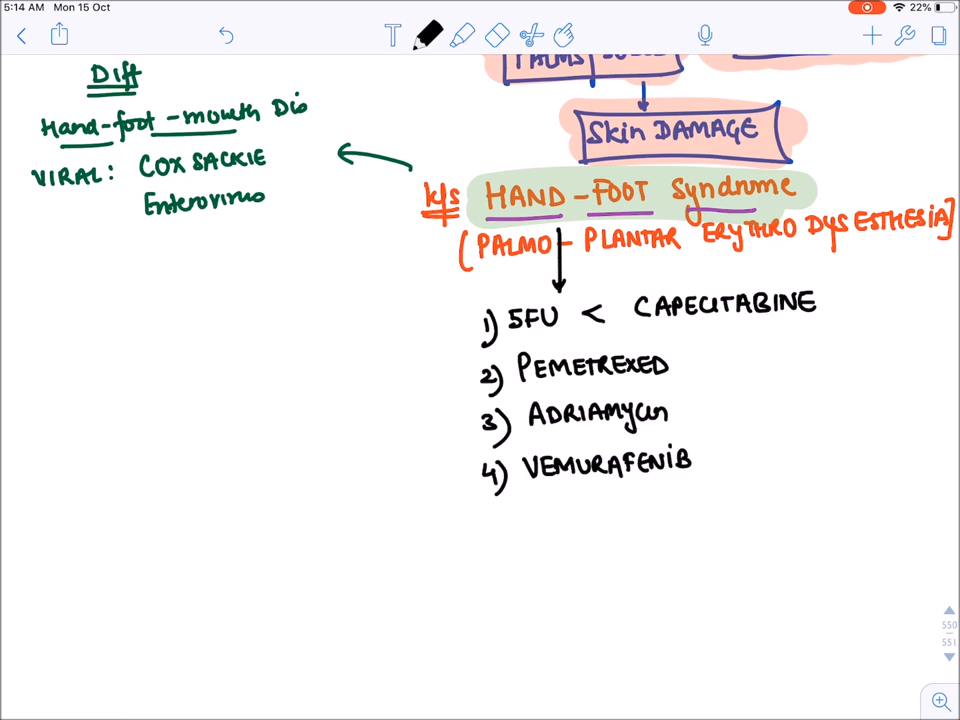 5:14 AM Mon 15 Oct
22%
T
PALMS
Skin DAMAGE
Diff
Hand-foot-mouth Dis
VIRAL: COXSACKIE
Enterovirus
k/s HAND-FOOT Syndrome
(PALMO-PLANTAR ERYTHRO DYSESTHESIA]
1) 5FU < CAPECITABINE
2) PEMETREXED
3) ADRIAMycin
4) VEMURAFENIB
550
551